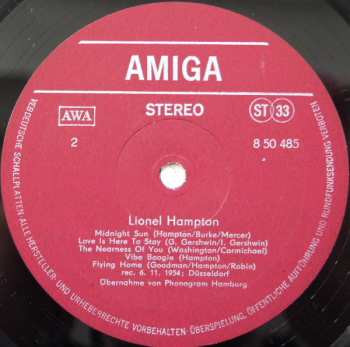 AMIGA
AWA
STEREO
ST 33
2
8 50 485
Lionel Hampton
Midnight Sun (Hampton/Burke/Mercer)
Love Is Here To Stay (G. Gershwin/I. Gershwin)
The Nearness Of You (Washington/Carmichael)
Vibe Boogie (Hampton)
Flying Home (Goodman/Hampton/Robin)
rec. 6. 11. 1954; Düsseldorf
Übernahme von Phonogram Hamburg
VEB DEUTSCHE SCHALLPLATTEN ALLE HERSTELLER- UND URHEBERRECHTE VORBEHALTEN · ÜBERSPIELUNG, ÖFFENTLICHE AUFFÜHRUNG UND RUNDFUNKSENDUNG VERBOTEN